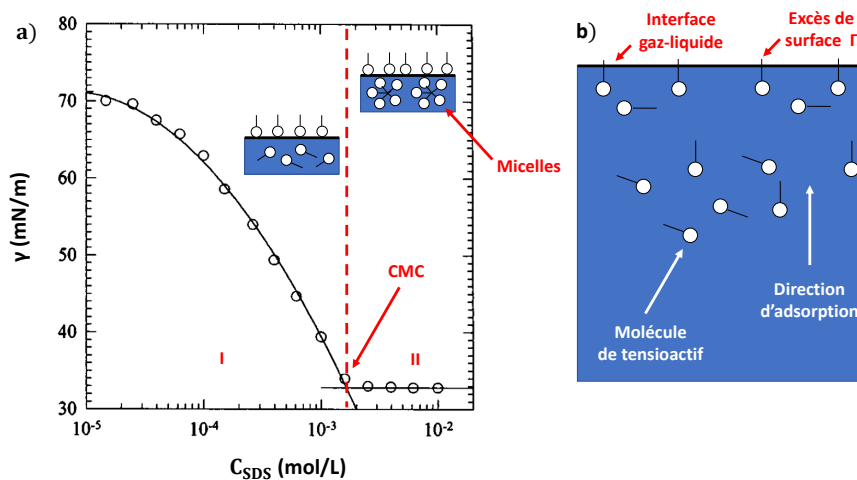 a)
80
70
60
50
40
30
γ (mN/m)
10-5
10-4
10-3
10-2
C_SDS (mol/L)
I
II
CMC
Micelles
b)
Interface
gaz-liquide
Excès de
surface Γ
Molécule
de tensioactif
Direction
d'adsorption